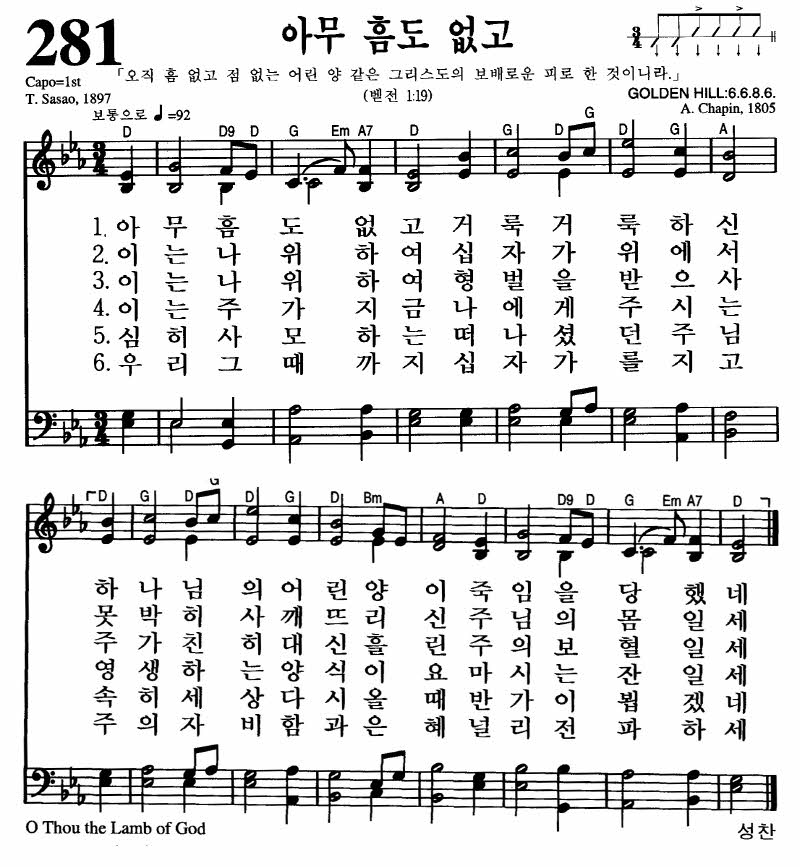 281
아무 흠도 없고
「오직 흠 없고 점 없는 어린 양 같은 그리스도의 보배로운 피로 한 것이니라.」
(벧전 1:19)
Capo=1st
T. Sasao, 1897
보통으로 ♩=92
3/4 H: > >
GOLDEN HILL:6.6.8.6.
A. Chapin, 1805
D D9 D G Em A7 D G D G D G A
1. 아 무 흠 도 없 고 거 룩 거 룩 하 신
2. 이 는 나 위 하 여 십 자 가 위 에 서
3. 이 는 나 위 하 여 형 벌 을 받 으 사
4. 이 는 주 가 지 금 나 에 게 주 시 는
5. 심 히 사 모 하 는 떠 나 셨 던 주 님
6. 우 리 그 때 까 지 십 자 가 를 지 고
D G D G D G D Bm A D D9 D G Em A7 D
하 나 님 의 어 린 양 이 죽 임 을 당 했 네
못 박 히 사 깨 뜨 리 신 주 님 의 몸 일 세
주 가 친 히 대 신 흘 린 주 의 보 혈 일 세
영 생 하 는 양 식 이 요 마 시 는 잔 일 세
속 히 세 상 다 시 올 때 반 가 이 뵙 겠 네
주 의 자 비 함 과 은 혜 널 리 전 파 하 세
O Thou the Lamb of God
성찬